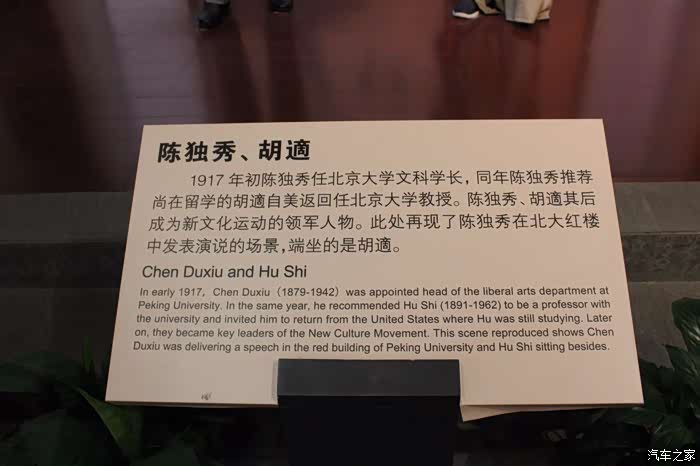 陈独秀、胡適
1917 年初陈独秀任北京大学文科学长，同年陈独秀推荐
尚在留学的胡適自美返回任北京大学教授。陈独秀、胡適其后
成为新文化运动的领军人物。此处再现了陈独秀在北大红楼
中发表演说的场景，端坐的是胡適。
Chen Duxiu and Hu Shi
In early 1917, Chen Duxiu (1879-1942) was appointed head of the liberal arts department at
Peking University. In the same year, he recommended Hu Shi (1891-1962) to be a professor with
the university and invited him to return from the United States where Hu was still studying. Later
on, they became key leaders of the New Culture Movement. This scene reproduced shows Chen
Duxiu was delivering a speech in the red building of Peking University and Hu Shi sitting besides.
汽车之家